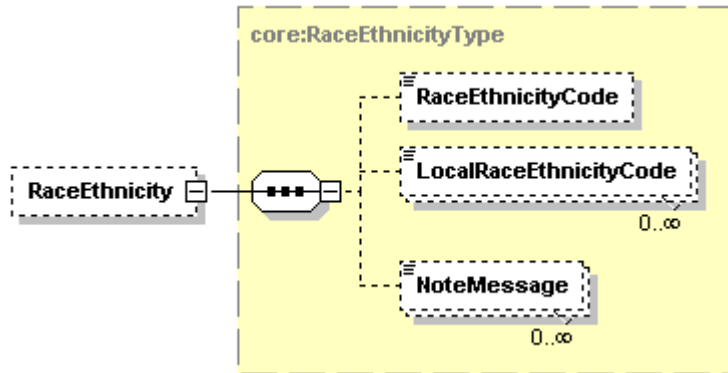 core:RaceEthnicityType
RaceEthnicityCode
RaceEthnicity
LocalRaceEthnicityCode
0..∞
NoteMessage
0..∞